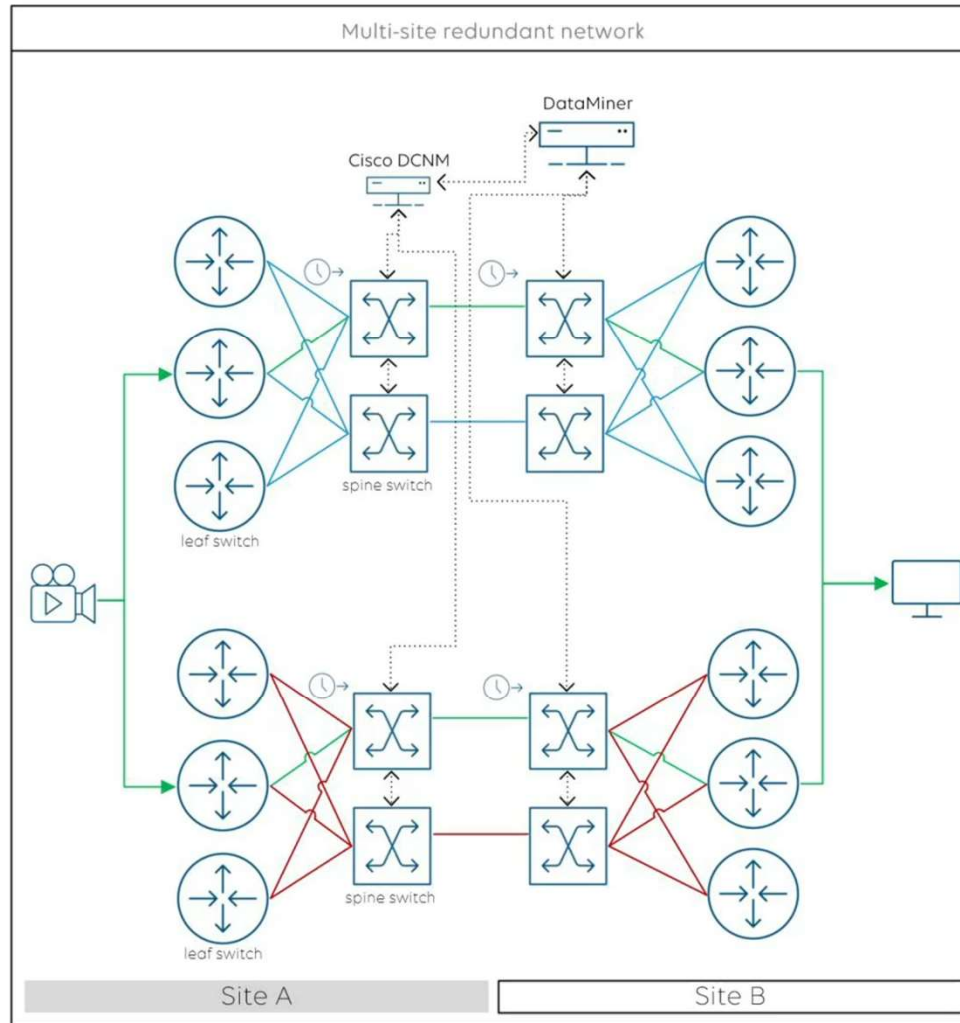 Multi-site redundant network
DataMiner
Cisco DCNM
spine switch
leaf switch
spine switch
leaf switch
Site A
Site B